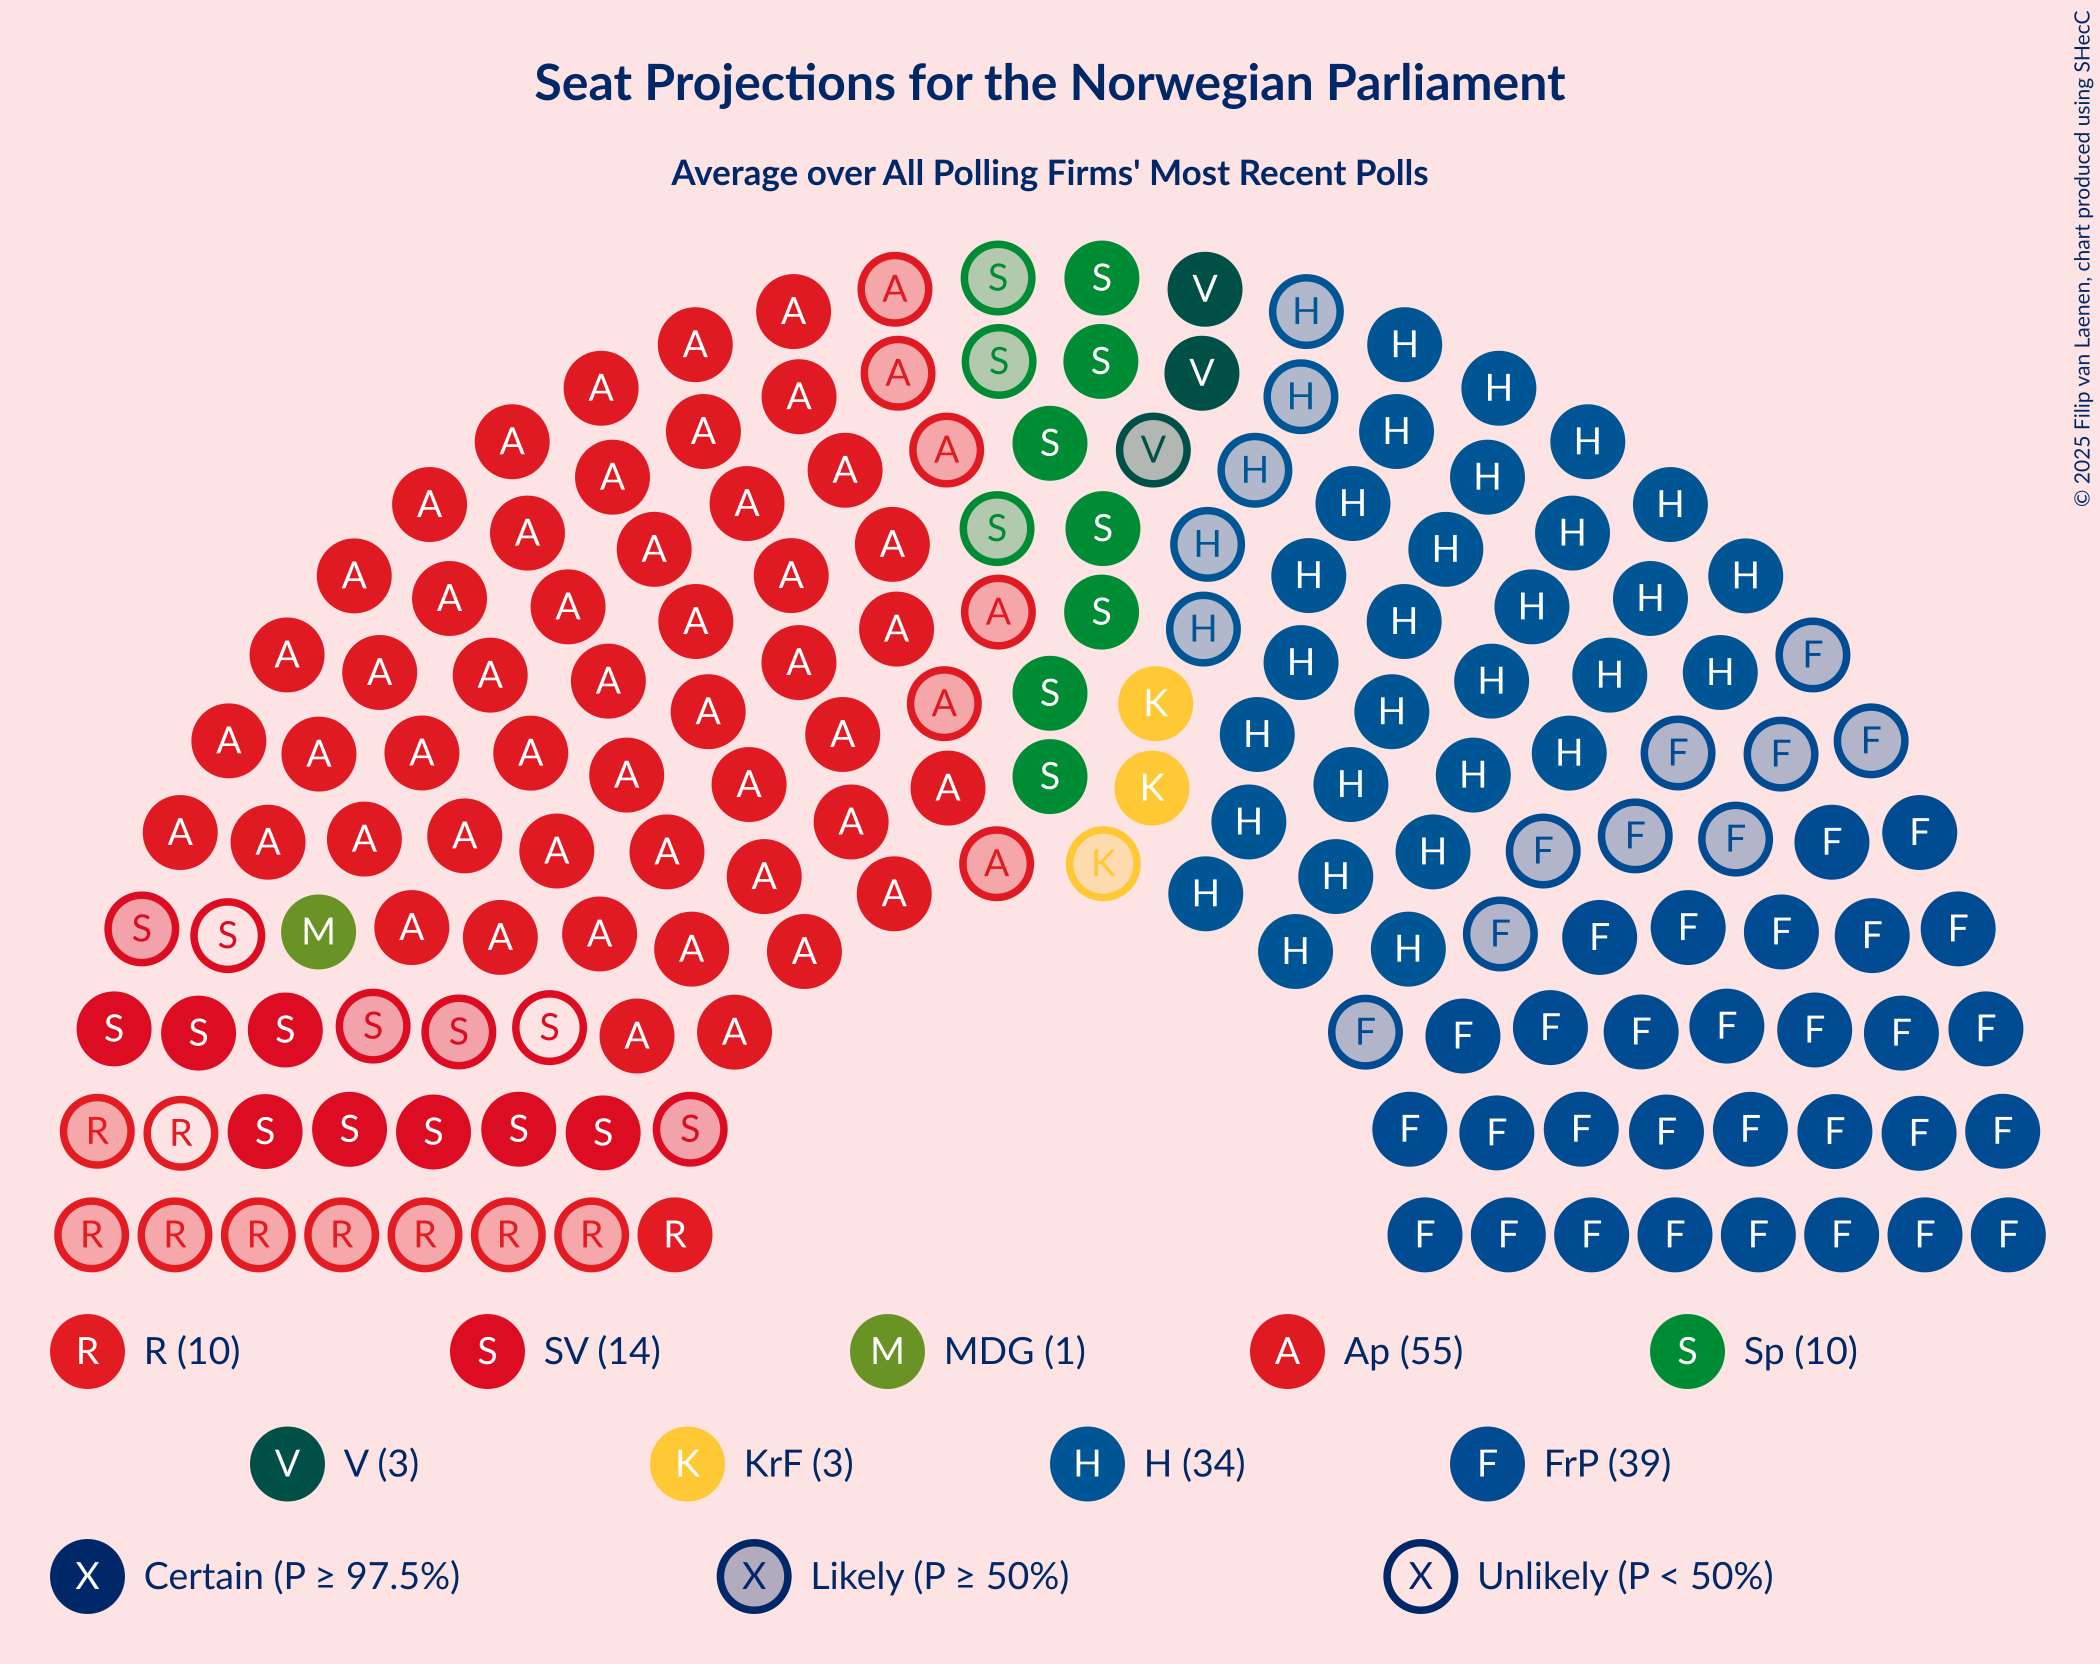 Seat Projections for the Norwegian Parliament
Average over All Polling Firms' Most Recent Polls
© 2025 Filip van Laenen, chart produced using SHecC
S S
A V
A H
A H
S S
A V
A H
A H
A H
A S V
A H
A H
A H
A H
A H
S S
A H
A H
A H
A H
A H
A S
A H
A H
A H
A H
A F
A S K
A H
A H
A H
A H
A H
A F
A S
A K
A H
A H
A H
A F
A F
A F
A K
A H
A H
A H
A F
A F
A F
A F
A F
S S M A A A A A A H H H F F F F F F
S S S S S S A A F F F F F F F F
R R S S S S S S F F F F F F F F
R R R R R R R R F F F F F F F F
R R (10) S SV (14) M MDG (1) A Ap (55) S Sp (10)
V V (3) K KrF (3) H H (34) F FrP (39)
X Certain (P ≥ 97.5%) X Likely (P ≥ 50%) X Unlikely (P < 50%)